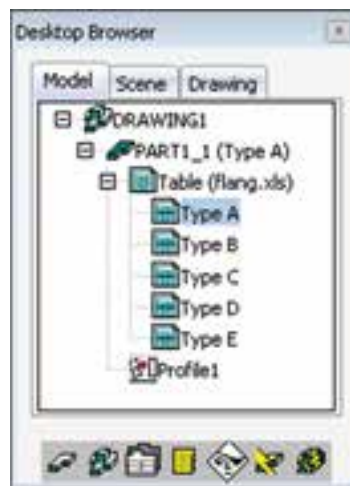 Desktop Browser
Model Scene Drawing
DRAWING1
PART1_1 (Type A)
Table (flang.xls)
Type A
Type B
Type C
Type D
Type E
Profile1